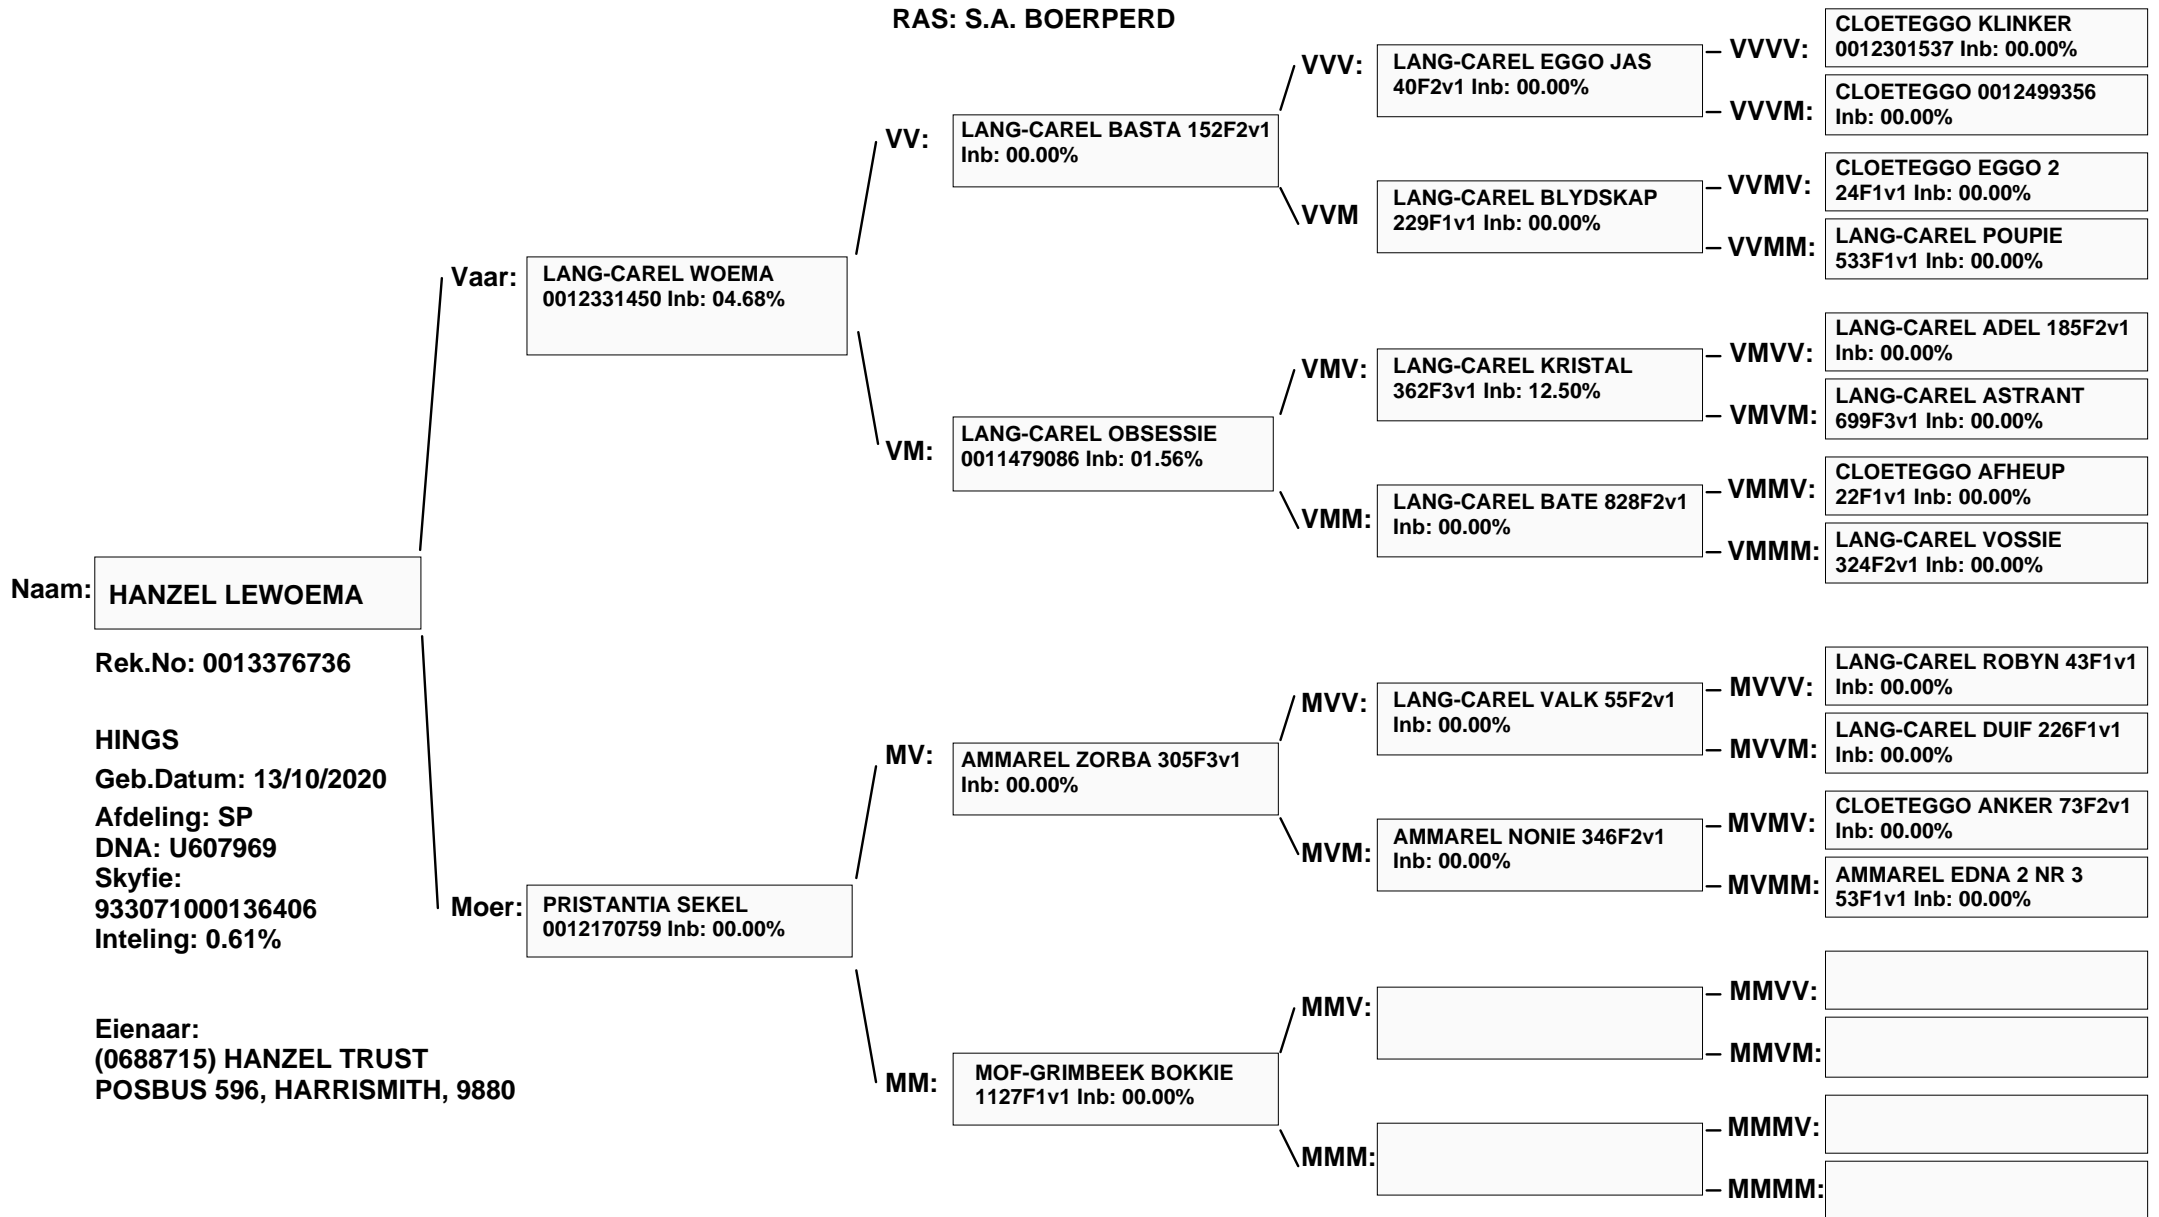 RAS: S.A. BOERPERD
Naam:
HANZEL LEWOEMA
Rek.No: 0013376736
HINGS
Geb.Datum: 13/10/2020
Afdeling: SP
DNA: U607969
Skyfie:
933071000136406
Inteling: 0.61%
Eienaar:
(0688715) HANZEL TRUST
POSBUS 596, HARRISMITH, 9880
Vaar:
LANG-CAREL WOEMA
0012331450 Inb: 04.68%
Moer:
PRISTANTIA SEKEL
0012170759 Inb: 00.00%
VV:
LANG-CAREL BASTA 152F2v1
Inb: 00.00%
VM:
LANG-CAREL OBSESSIE
0011479086 Inb: 01.56%
MV:
AMMAREL ZORBA 305F3v1
Inb: 00.00%
MM:
MOF-GRIMBEEK BOKKIE
1127F1v1 Inb: 00.00%
VVV:
LANG-CAREL EGGO JAS
40F2v1 Inb: 00.00%
VVM
LANG-CAREL BLYDSKAP
229F1v1 Inb: 00.00%
VMV:
LANG-CAREL KRISTAL
362F3v1 Inb: 12.50%
VMM:
LANG-CAREL BATE 828F2v1
Inb: 00.00%
MVV:
LANG-CAREL VALK 55F2v1
Inb: 00.00%
MVM:
AMMAREL NONIE 346F2v1
Inb: 00.00%
MMV:
MMM:
VVVV:
CLOETEGGO KLINKER
0012301537 Inb: 00.00%
VVVM:
CLOETEGGO 0012499356
Inb: 00.00%
VVMV:
CLOETEGGO EGGO 2
24F1v1 Inb: 00.00%
VVMM:
LANG-CAREL POUPIE
533F1v1 Inb: 00.00%
VMVV:
LANG-CAREL ADEL 185F2v1
Inb: 00.00%
VMVM:
LANG-CAREL ASTRANT
699F3v1 Inb: 00.00%
VMMV:
CLOETEGGO AFHEUP
22F1v1 Inb: 00.00%
VMMM:
LANG-CAREL VOSSIE
324F2v1 Inb: 00.00%
MVVV:
LANG-CAREL ROBYN 43F1v1
Inb: 00.00%
MVVM:
LANG-CAREL DUIF 226F1v1
Inb: 00.00%
MVMV:
CLOETEGGO ANKER 73F2v1
Inb: 00.00%
MVMM:
AMMAREL EDNA 2 NR 3
53F1v1 Inb: 00.00%
MMVV:
MMVM:
MMMV:
MMMM: